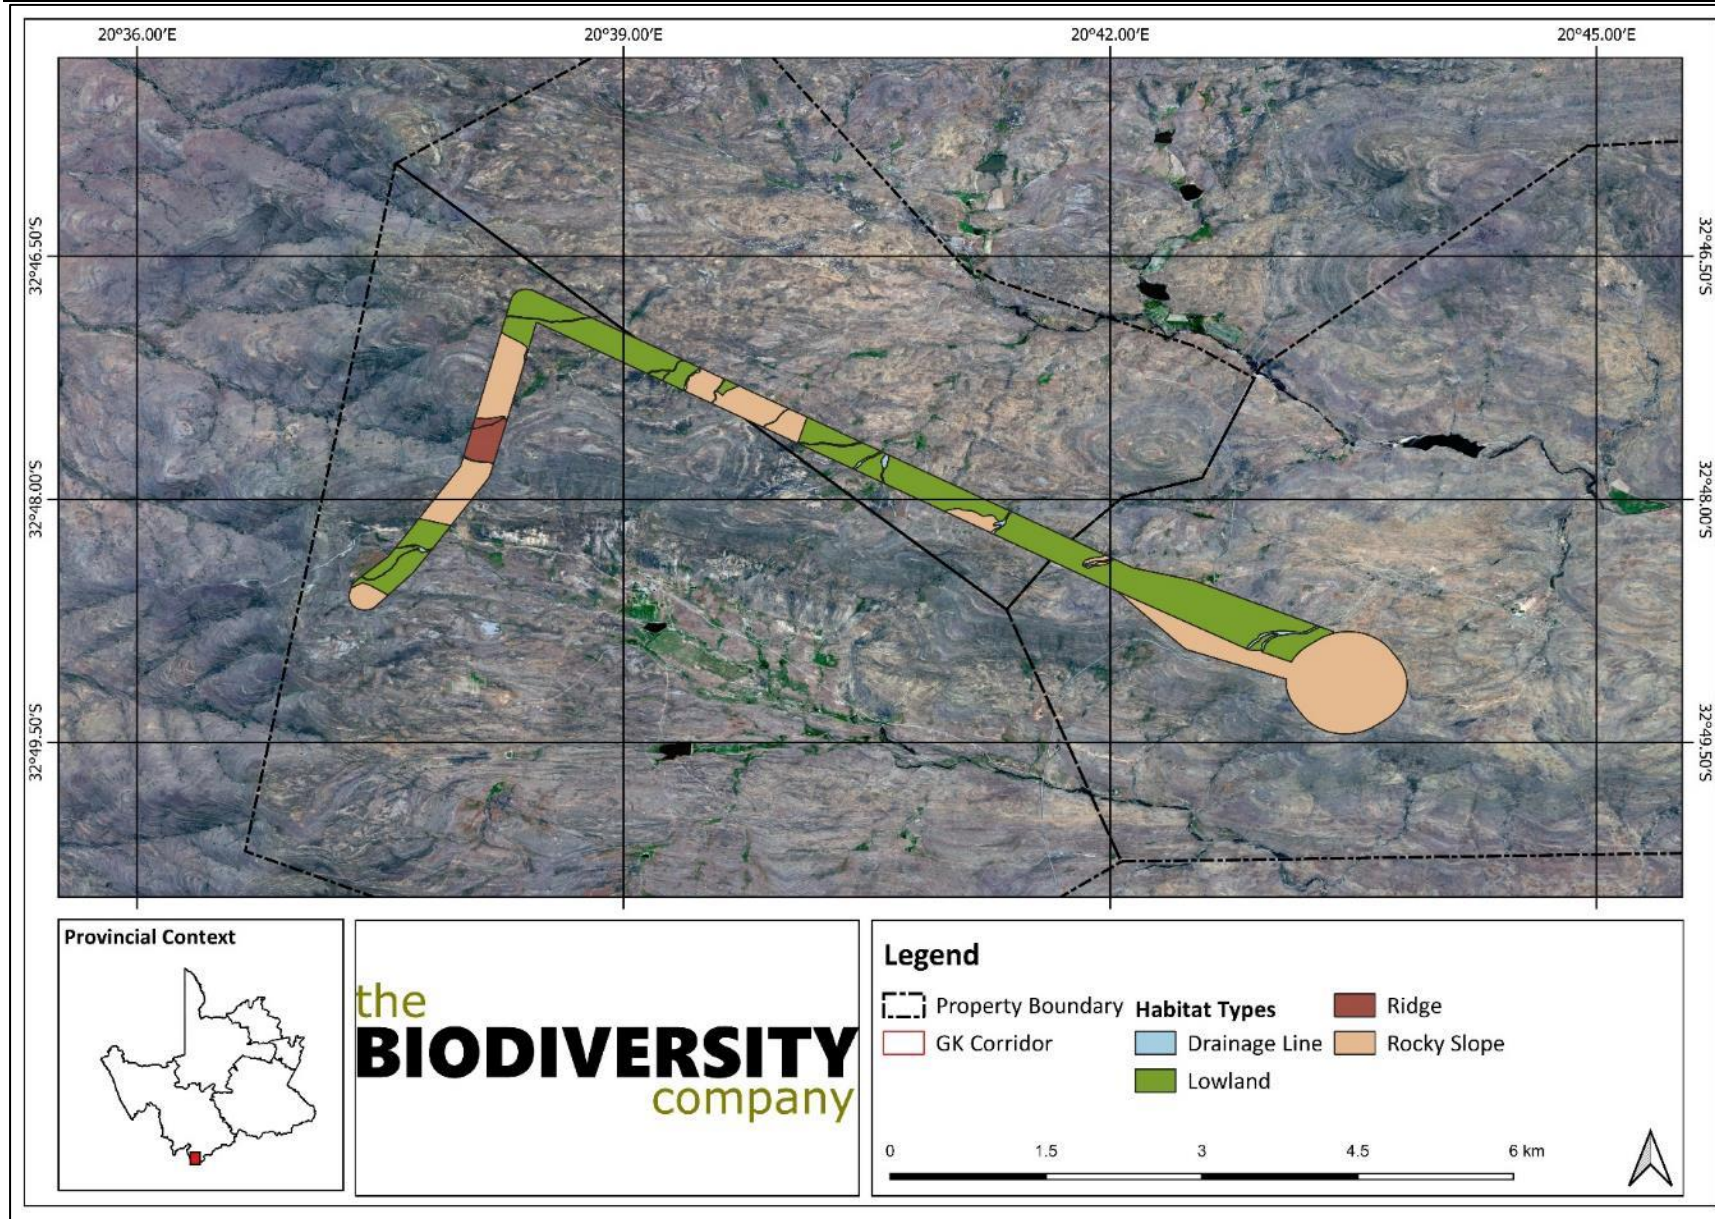 20°36.00'E 20°39.00'E 20°42.00'E 20°45.00'E
32°46.50'S 32°46.50'S
32°48.00'S 32°48.00'S
32°49.50'S 32°49.50'S
Provincial Context
the
BIODIVERSITY
company
Legend
Property Boundary
GK Corridor
Habitat Types
Drainage Line
Lowland
Ridge
Rocky Slope
0 1.5 3 4.5 6 km